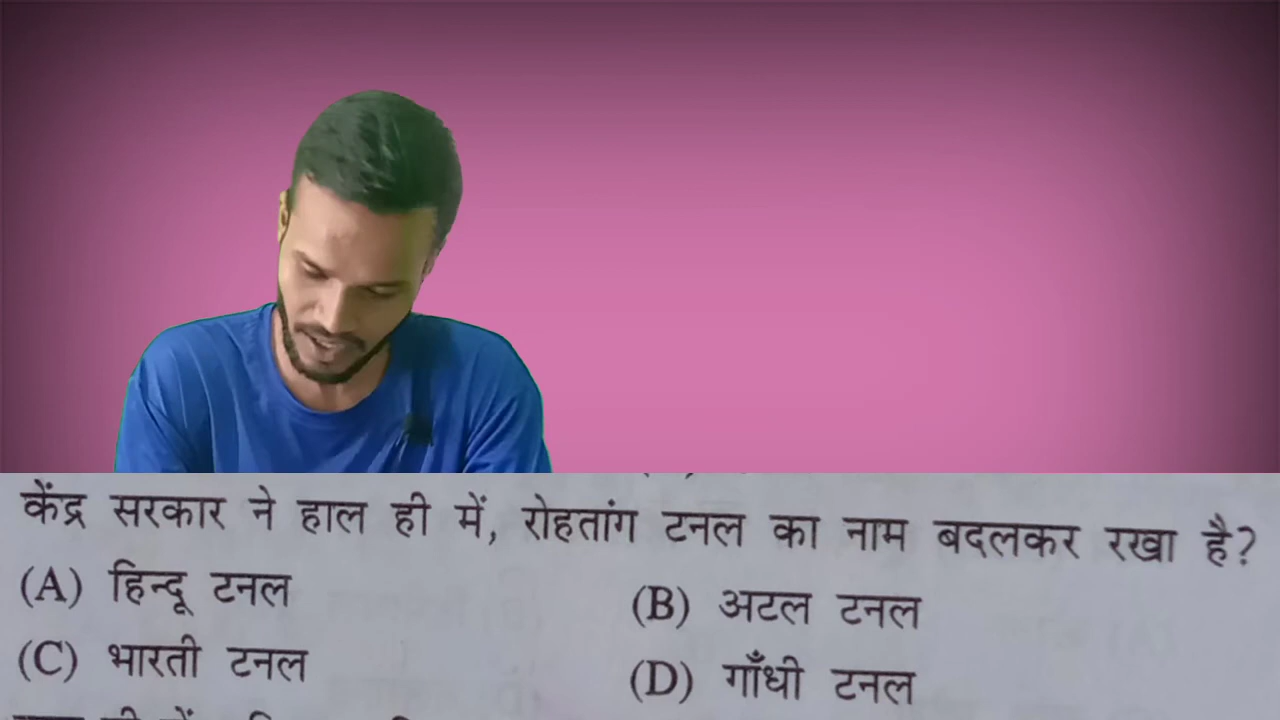 केंद्र सरकार ने हाल ही में, रोहतांग टनल का नाम बदलकर रखा है?
(A) हिन्दू टनल (B) अटल टनल
(C) भारती टनल (D) गाँधी टनल